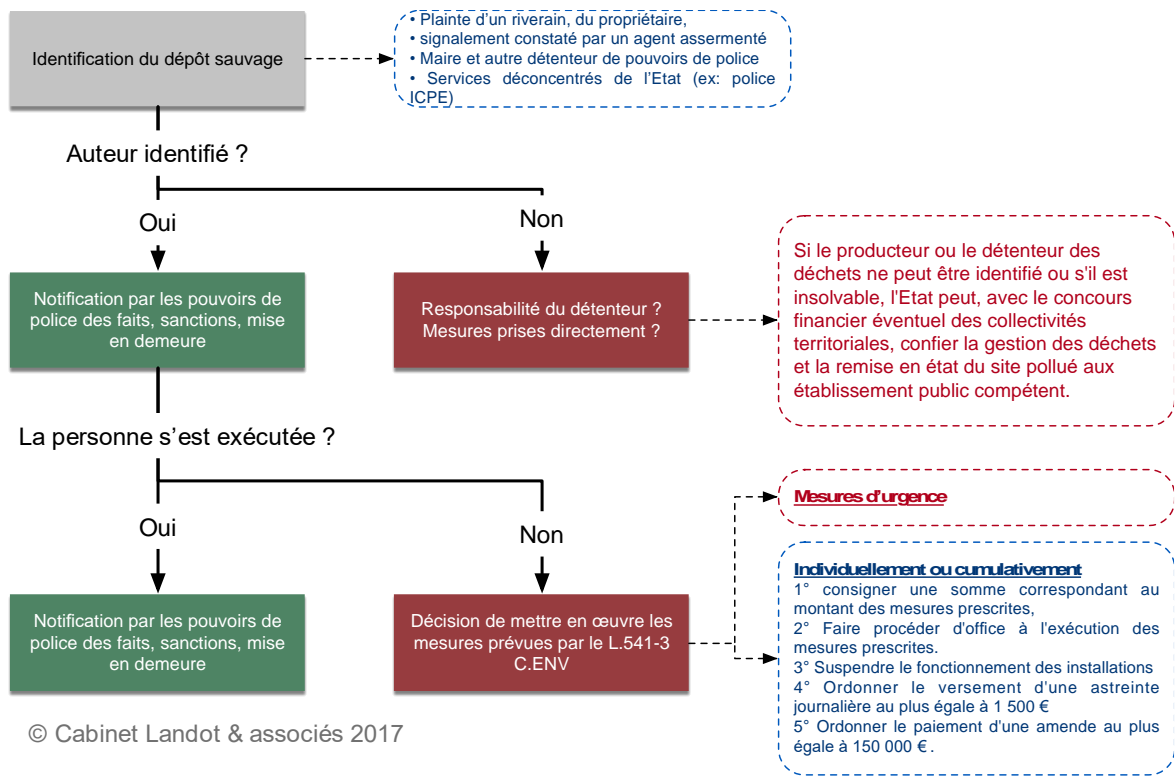 Identification du dépôt sauvage
• Plainte d'un riverain, du propriétaire,
• signalement constaté par un agent assermenté
• Maire et autre détenteur de pouvoirs de police
• Services déconcentrés de l'Etat (ex: police
ICPE)
Auteur identifié ?
Oui
Non
Notification par les pouvoirs de
police des faits, sanctions, mise
en demeure
Responsabilité du détenteur ?
Mesures prises directement ?
Si le producteur ou le détenteur des
déchets ne peut être identifié ou s'il est
insolvable, l'Etat peut, avec le concours
financier éventuel des collectivités
territoriales, confier la gestion des déchets
et la remise en état du site pollué aux
établissement public compétent.
La personne s'est exécutée ?
Oui
Non
Notification par les pouvoirs de
police des faits, sanctions, mise
en demeure
Décision de mettre en œuvre les
mesures prévues par le L.541-3
C.ENV
Mesures d'urgence
Individuellement ou cumulativement
1° consigner une somme correspondant au
montant des mesures prescrites,
2° Faire procéder d'office à l'exécution des
mesures prescrites.
3° Suspendre le fonctionnement des installations
4° Ordonner le versement d'une astreinte
journalière au plus égale à 1 500 €
5° Ordonner le paiement d'une amende au plus
égale à 150 000 € .
© Cabinet Landot & associés 2017